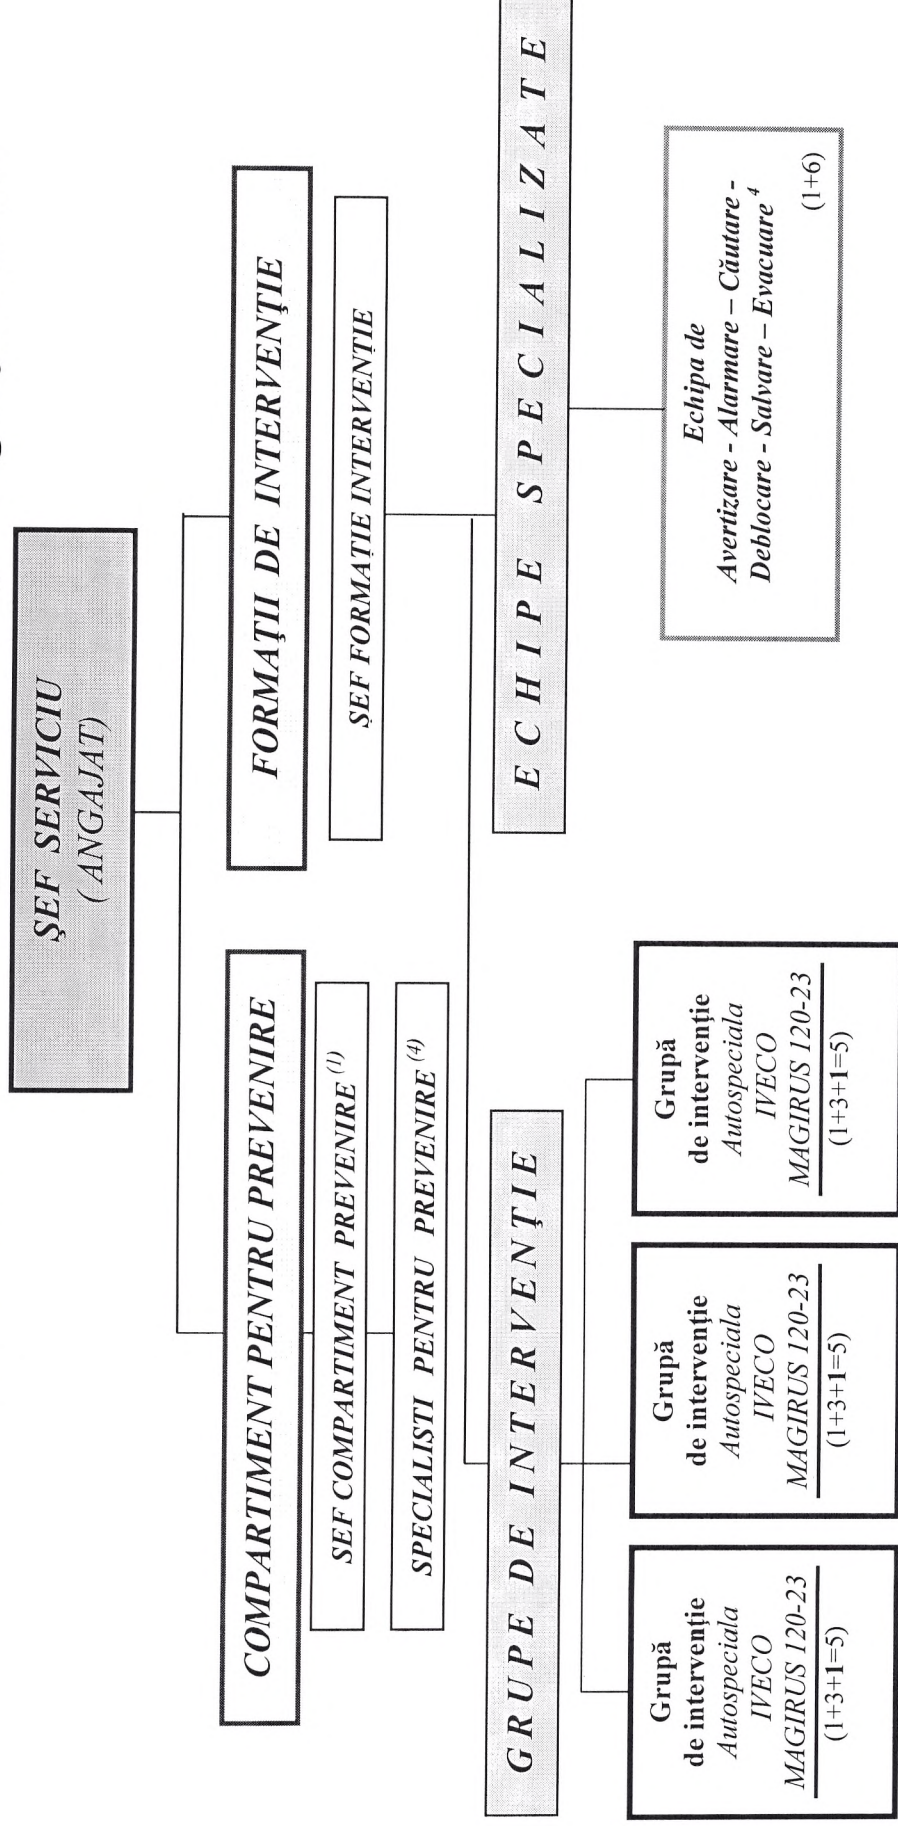 ŞEF SERVICIU
( ANGAJAT)
COMPARTIMENT PENTRU PREVENIRE
SEF COMPARTIMENT PREVENIRE (1)
SPECIALISTI PENTRU PREVENIRE (4)
FORMAŢII DE INTERVENŢIE
ŞEF FORMAŢIE INTERVENŢIE
GRUPE DE INTERVENŢIE
ECHIPE SPECIALIZATE
Grupă
de intervenţie
Autospeciala
IVECO
MAGIRUS 120-23
(1+3+1=5)
Grupă
de intervenţie
Autospeciala
IVECO
MAGIRUS 120-23
(1+3+1=5)
Grupă
de intervenţie
Autospeciala
IVECO
MAGIRUS 120-23
(1+3+1=5)
Echipa de
Avertizare - Alarmare – Căutare -
Deblocare - Salvare – Evacuare 4
(1+6)